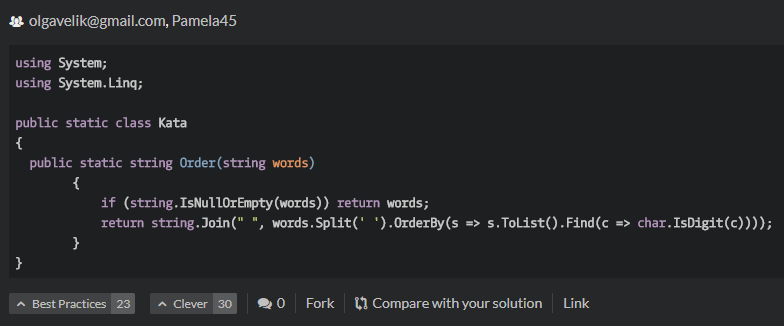 olgavelik@gmail.com, Pamela45
using System;
using System.Linq;
public static class Kata
{
public static string Order(string words)
{
if (string.IsNullOrEmpty(words)) return words;
return string.Join(" ", words.Split(' ').OrderBy(s => s.ToList().Find(c => char.IsDigit(c))));
}
}
Best Practices 23 Clever 30 0 Fork Compare with your solution Link